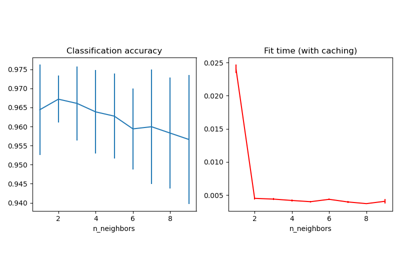 Classification accuracy
0.975
0.970
0.965
0.960
0.955
0.950
0.945
0.940
2 4 6 8
n_neighbors
Fit time (with caching)
0.025
0.020
0.015
0.010
0.005
2 4 6 8
n_neighbors